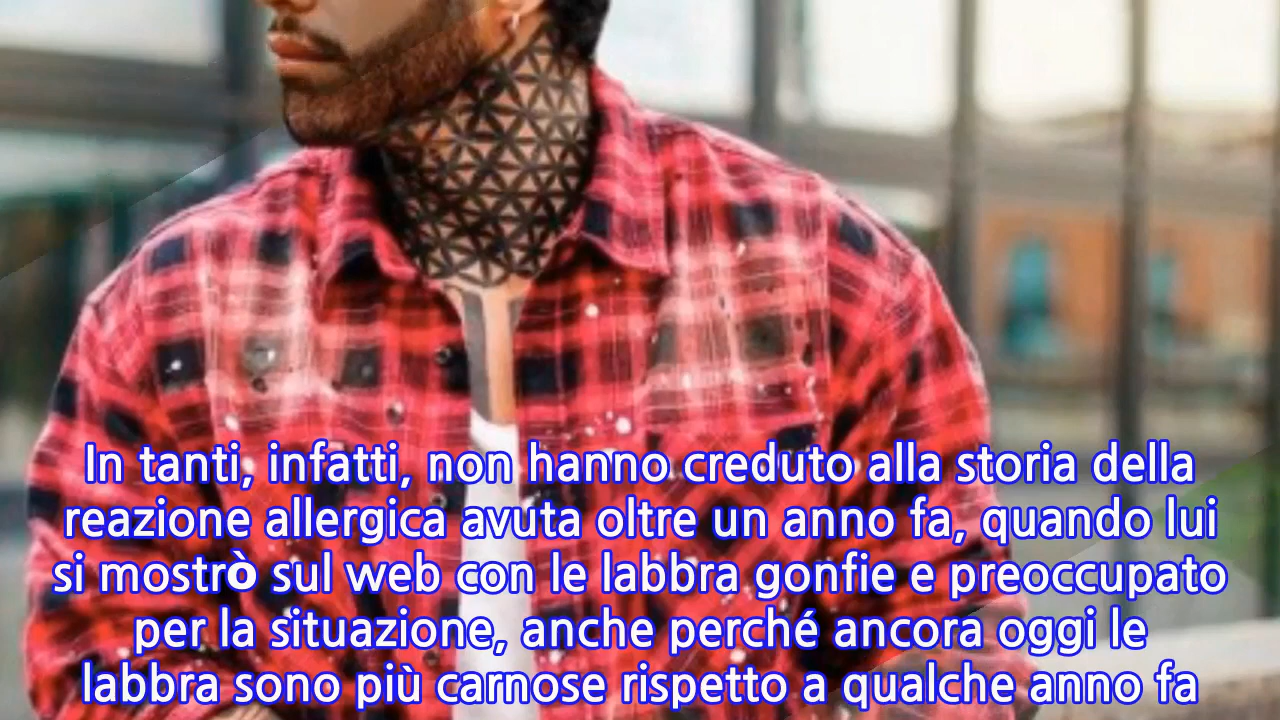 In tanti, infatti, non hanno creduto alla storia della
reazione allergica avuta oltre un anno fa, quando lui
si mostrò sul web con le labbra gonfie e preoccupato
per la situazione, anche perché ancora oggi le
labbra sono più carnose rispetto a qualche anno fa